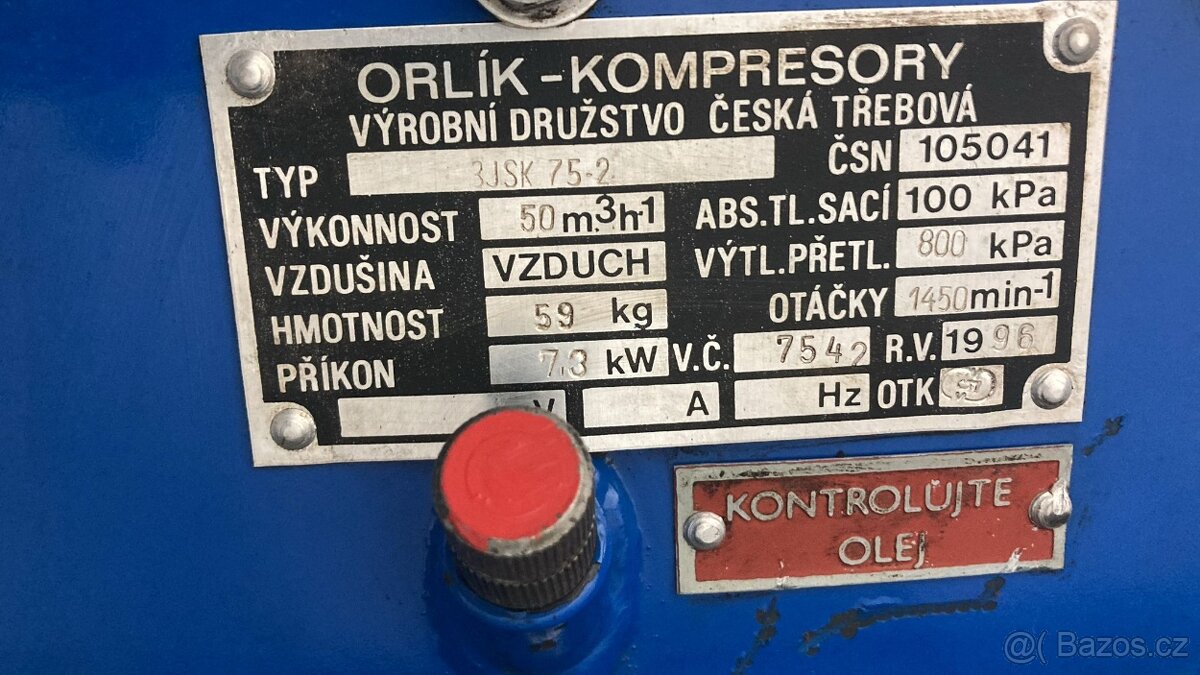 ORLÍK - KOMPRESORY
VÝROBNÍ DRUŽSTVO ČESKÁ TŘEBOVÁ
TYP 3JSK 75-2 ČSN 105041
VÝKONNOST 50 m.³h-1 ABS.TL.SACÍ 100 kPa
VZDUŠINA VZDUCH VÝTL.PŘETL. 800 kPa
HMOTNOST 59 kg OTÁČKY 1450 min-1
PŘÍKON 7.3 kW V.Č. 7542 R.V. 1996
V A Hz OTK
KONTROLŮJTE
OLEJ
@( Bazos.cz